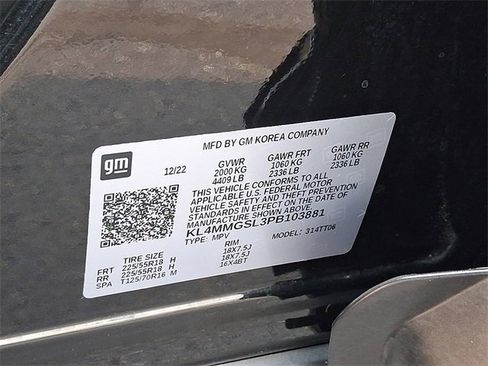 MFD BY GM KOREA COMPANY
gm
12/22 GVWR GAWR FRT GAWR RR
2000 KG 1060 KG 1060 KG
4409 LB 2336 LB 2336 LB
THIS VEHICLE CONFORMS TO ALL
APPLICABLE U.S. FEDERAL MOTOR
VEHICLE SAFETY AND THEFT PREVENTION
STANDARDS IN EFFECT ON THE DATE OF
MANUFACTURE SHOWN ABOVE.
KL4MMGSL3PB103881
TYPE: MPV MODEL: 314TT06
TIRE SIZE RIM
FRT 225/55R18 H 18X7.5J
RR 225/55R18 H 18X7.5J
SPA T125/70R16 M 16X4BT